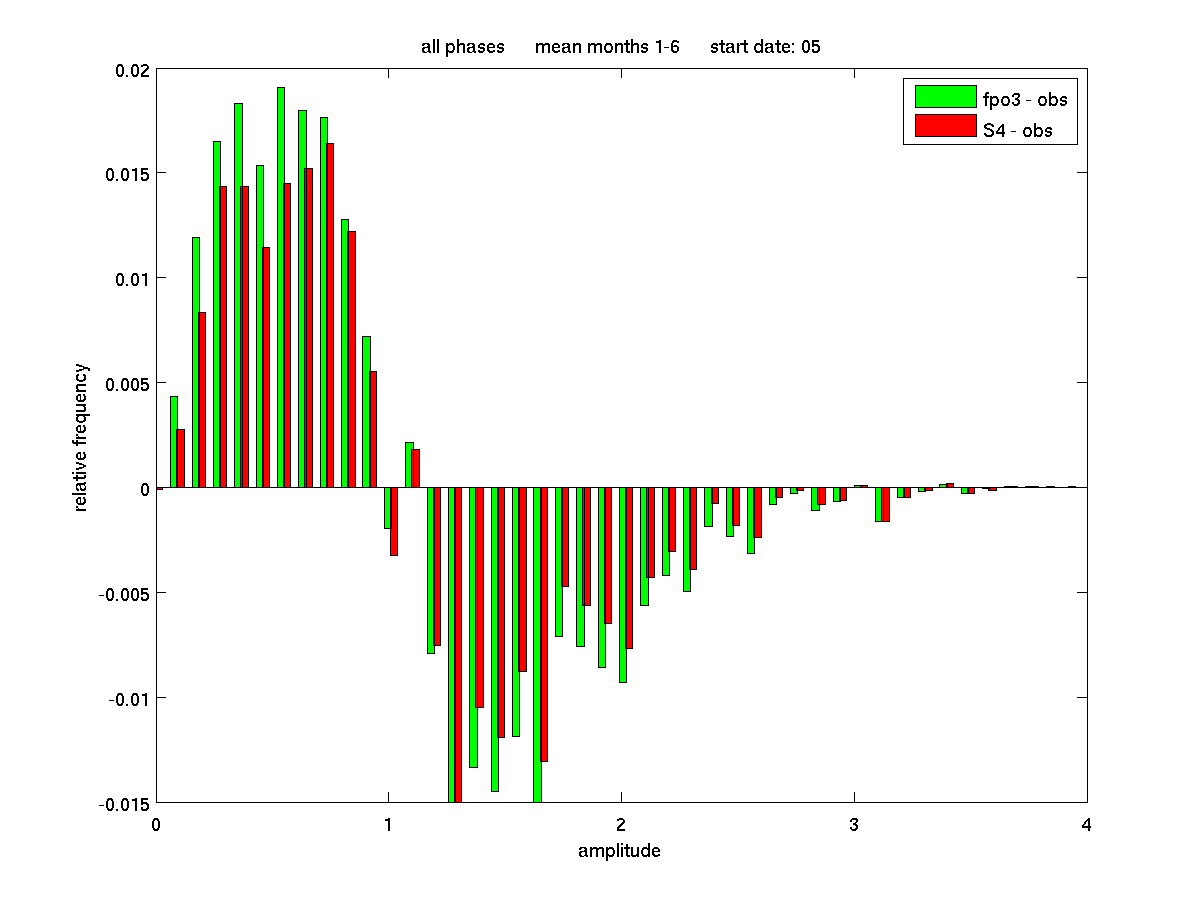 all phases mean months 1-6 start date: 05
fpo3 - obs
S4 - obs
0.02
0.015
0.01
0.005
0
-0.005
-0.01
-0.015
relative frequency
0 1 2 3 4
amplitude